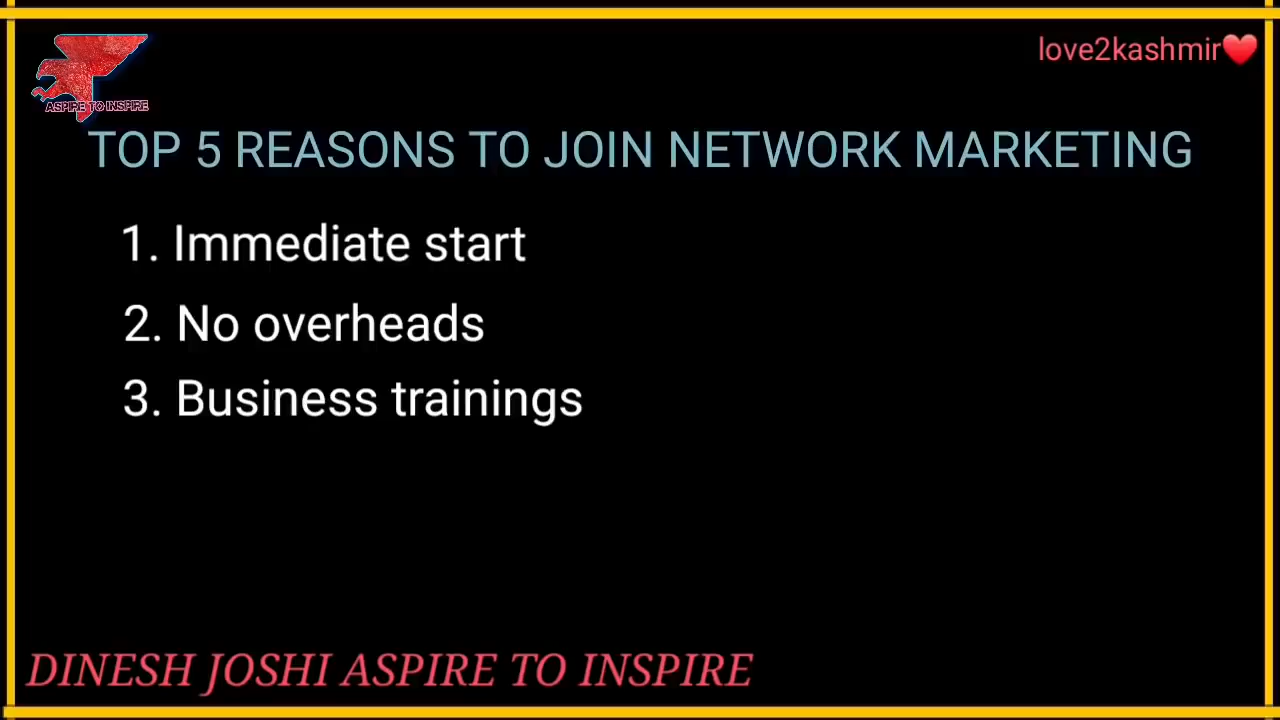 love2kashmir❤️
ASPIRE TO INSPIRE
TOP 5 REASONS TO JOIN NETWORK MARKETING
1. Immediate start
2. No overheads
3. Business trainings
DINESH JOSHI ASPIRE TO INSPIRE